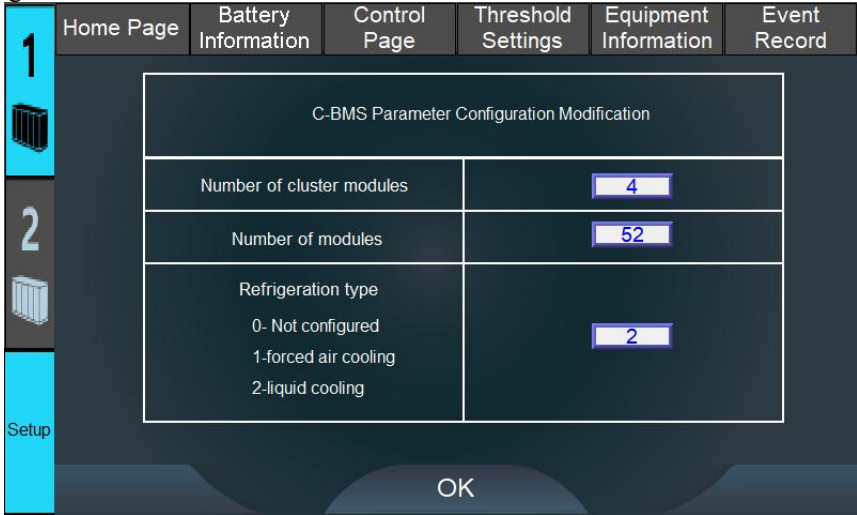 Home Page
Battery Information
Control Page
Threshold Settings
Equipment Information
Event Record
1
2
Setup
C-BMS Parameter Configuration Modification
Number of cluster modules 4
Number of modules 52
Refrigeration type
0- Not configured
1-forced air cooling
2-liquid cooling
2
OK